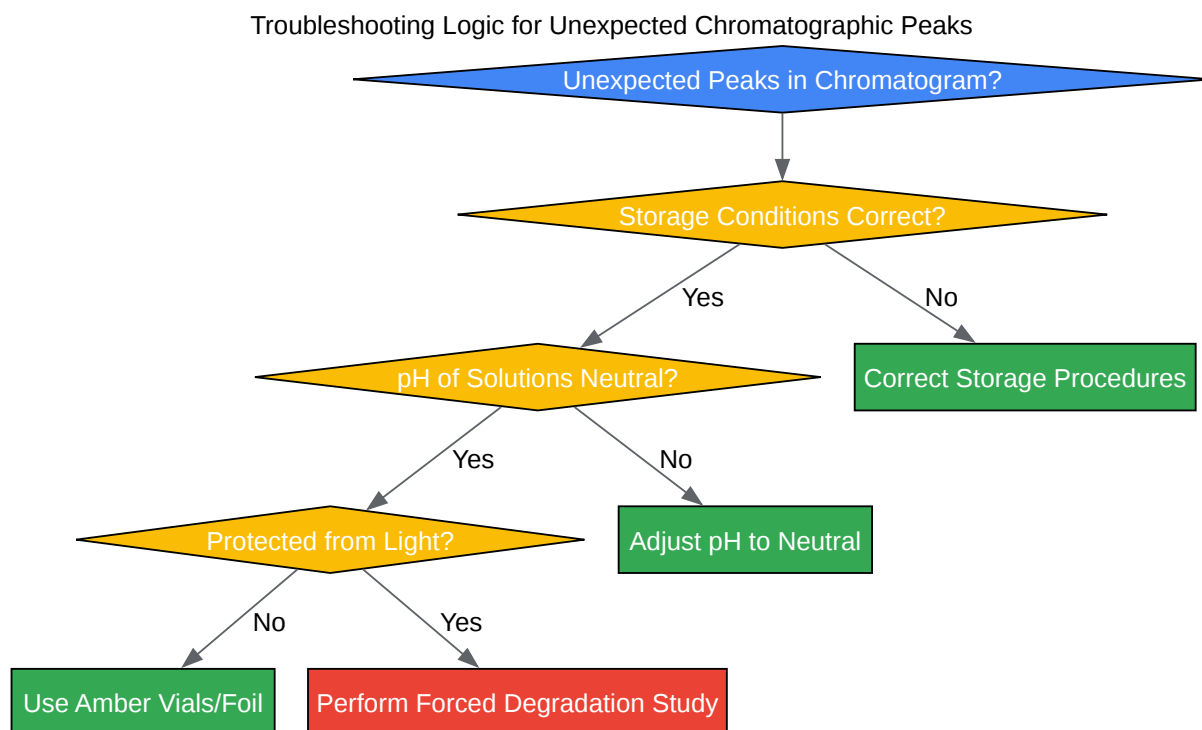 Troubleshooting Logic for Unexpected Chromatographic Peaks
Unexpected Peaks in Chromatogram?
Storage Conditions Correct?
Yes
No
pH of Solutions Neutral?
Correct Storage Procedures
Yes
No
Protected from Light?
Adjust pH to Neutral
No
Yes
Use Amber Vials/Foil
Perform Forced Degradation Study